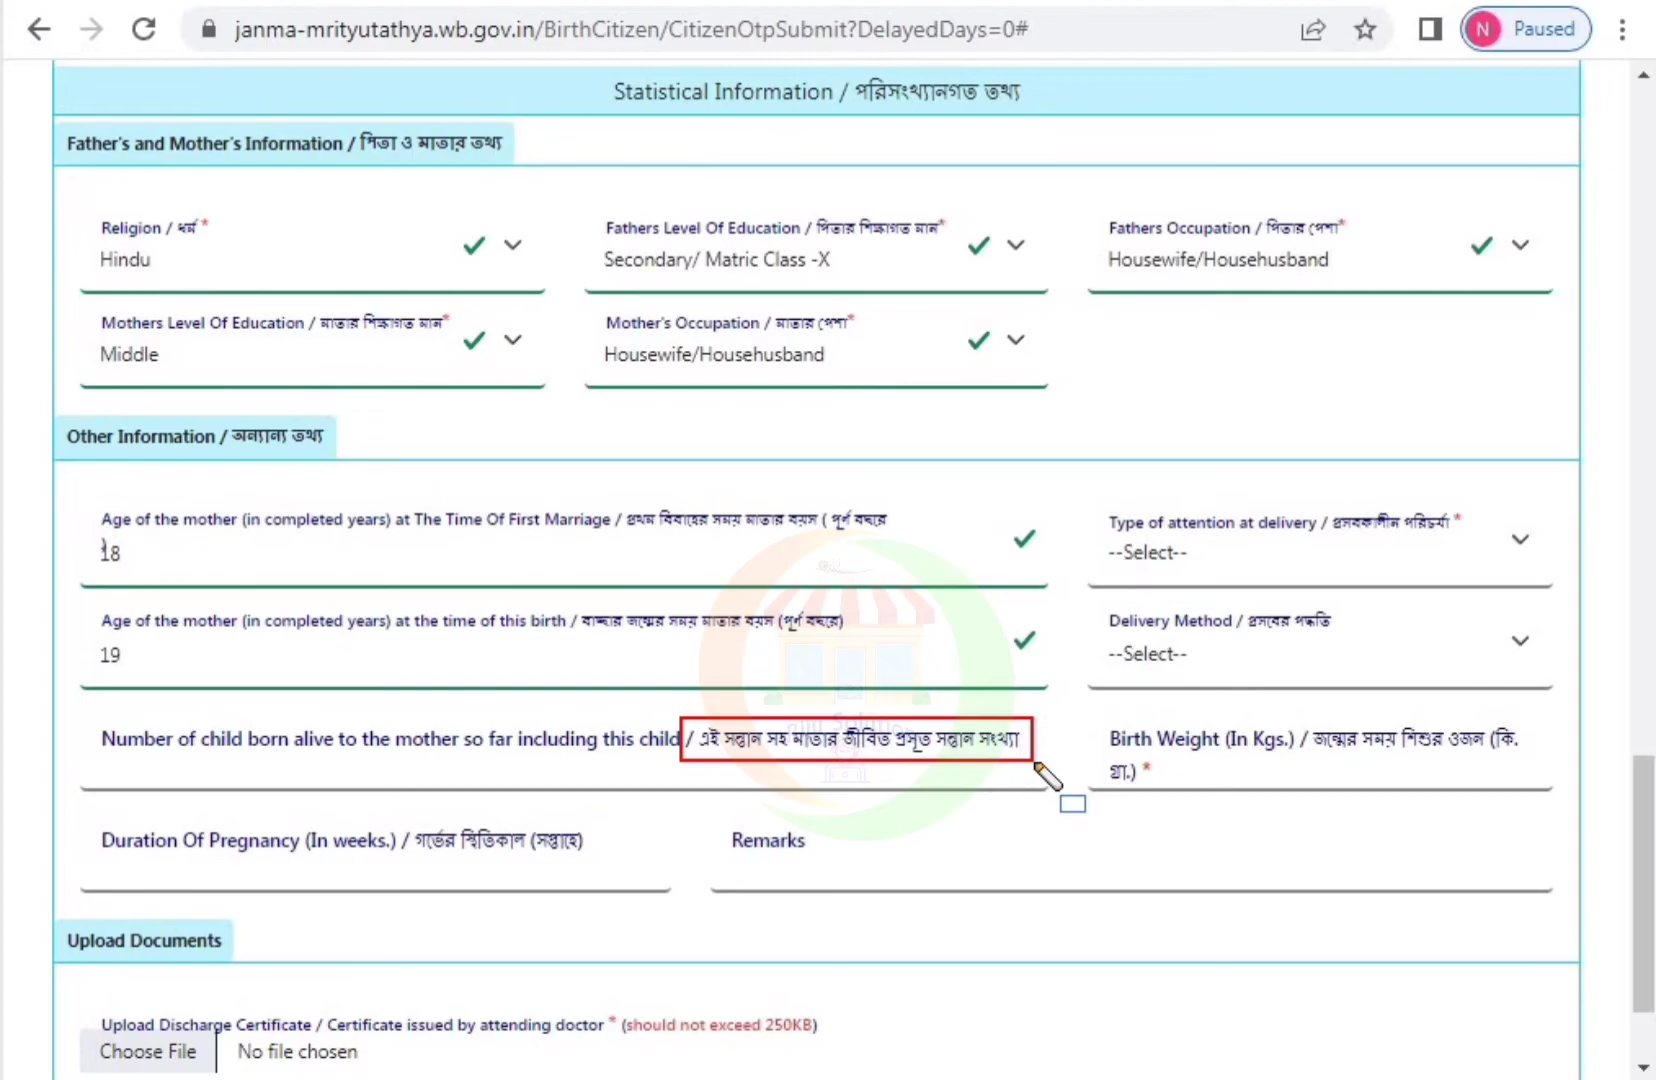 janma-mrityutathya.wb.gov.in/BirthCitizen/CitizenOtpSubmit?DelayedDays=0#
N Paused
Statistical Information / পরিসংখ্যানগত তথ্য
Father's and Mother's Information / পিতা ও মাতার তথ্য
Religion / ধর্ম *
Hindu
Fathers Level Of Education / পিতার শিক্ষাগত মান*
Secondary/ Matric Class -X
Fathers Occupation / পিতার পেশা*
Housewife/Househusband
Mothers Level Of Education / মাতার শিক্ষাগত মান*
Middle
Mother's Occupation / মাতার পেশা*
Housewife/Househusband
Other Information / অন্যান্য তথ্য
Age of the mother (in completed years) at The Time Of First Marriage / প্রথম বিবাহের সময় মাতার বয়স ( পূর্ণ বছরে
)
18
Type of attention at delivery / প্রসবকালীন পরিচর্যা *
--Select--
Age of the mother (in completed years) at the time of this birth / বাচ্চার জন্মের সময় মাতার বয়স (পূর্ণ বছরে)
19
Delivery Method / প্রসবের পদ্ধতি
--Select--
Number of child born alive to the mother so far including this child / এই সন্তান সহ মাতার জীবিত প্রসূত সন্তান সংখ্যা
Birth Weight (In Kgs.) / জন্মের সময় শিশুর ওজন (কি.
গ্রা.) *
Duration Of Pregnancy (In weeks.) / গর্ভের স্থিতিকাল (সপ্তাহে)
Remarks
Upload Documents
Upload Discharge Certificate / Certificate issued by attending doctor * (should not exceed 250KB)
Choose File No file chosen